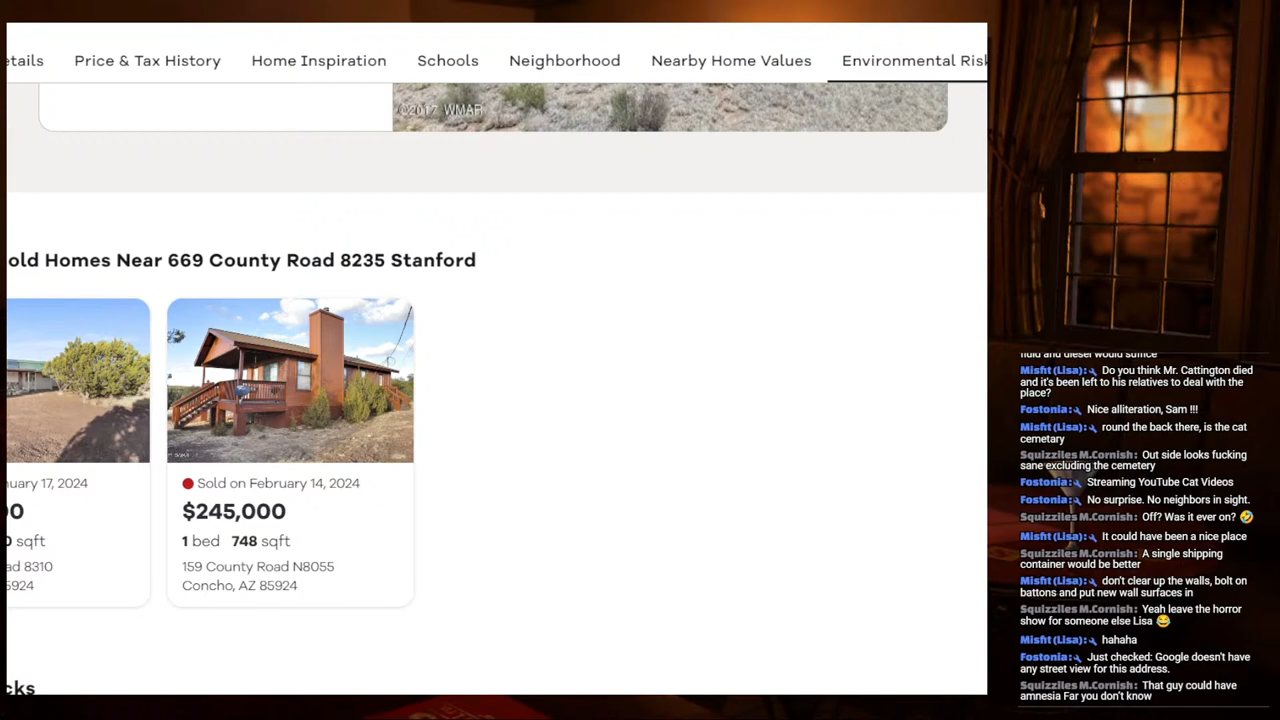 etails Price & Tax History Home Inspiration Schools Neighborhood Nearby Home Values Environmental Risk
©2017 WMAR
old Homes Near 669 County Road 8235 Stanford
uary 17, 2024
00
0 sqft
ad 8310
5924
Sold on February 14, 2024
$245,000
1 bed 748 sqft
159 County Road N8055
Concho, AZ 85924
cks
fluid and diesel would suffice
Misfit (Lisa): Do you think Mr. Cattington died
and it's been left to his relatives to deal with the
place?
Fostonia: Nice alliteration, Sam !!!
Misfit (Lisa): round the back there, is the cat
cemetary
Squizziles M.Cornish: Out side looks fucking
sane excluding the cemetery
Fostonia: Streaming YouTube Cat Videos
Fostonia: No surprise. No neighbors in sight.
Squizziles M.Cornish: Off? Was it ever on? 🤣
Misfit (Lisa): It could have been a nice place
Squizziles M.Cornish: A single shipping
container would be better
Misfit (Lisa): don't clear up the walls, bolt on
battons and put new wall surfaces in
Squizziles M.Cornish: Yeah leave the horror
show for someone else Lisa 😂
Misfit (Lisa): hahaha
Fostonia: Just checked: Google doesn't have
any street view for this address.
Squizziles M.Cornish: That guy could have
amnesia Far you don't know